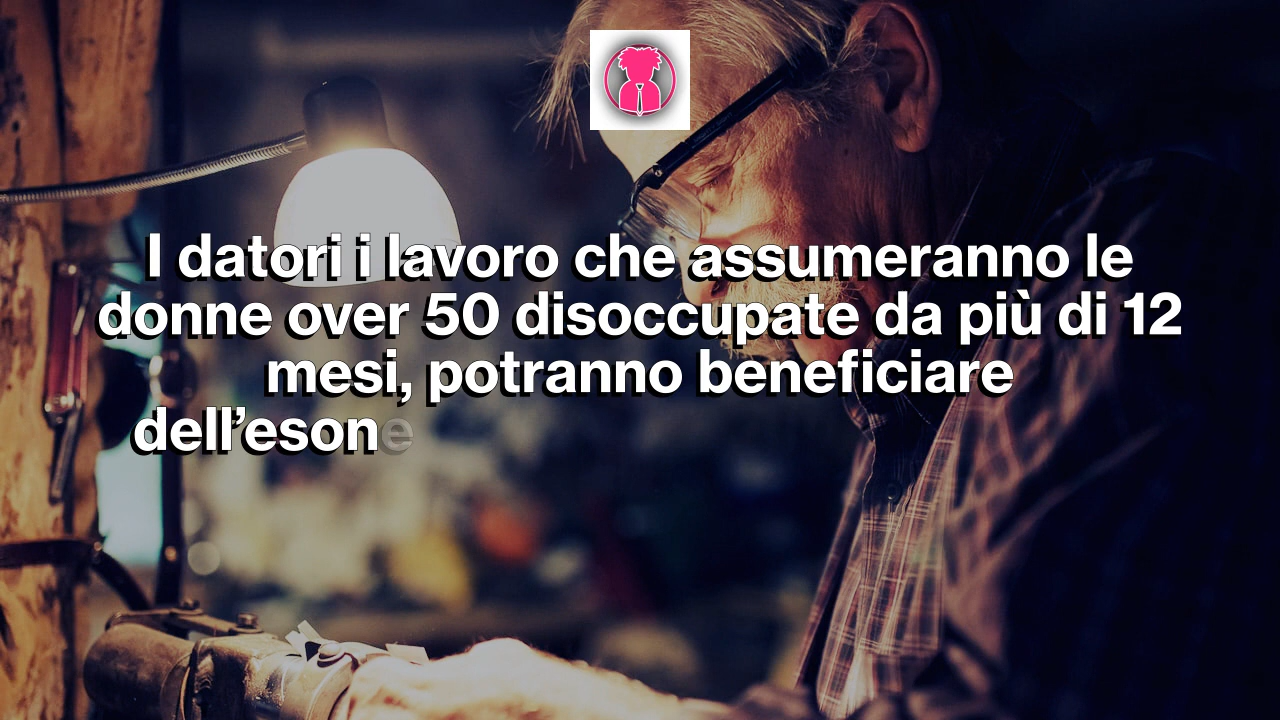 I datori i lavoro che assumeranno le
donne over 50 disoccupate da più di 12
mesi, potranno beneficiare
dell’esone